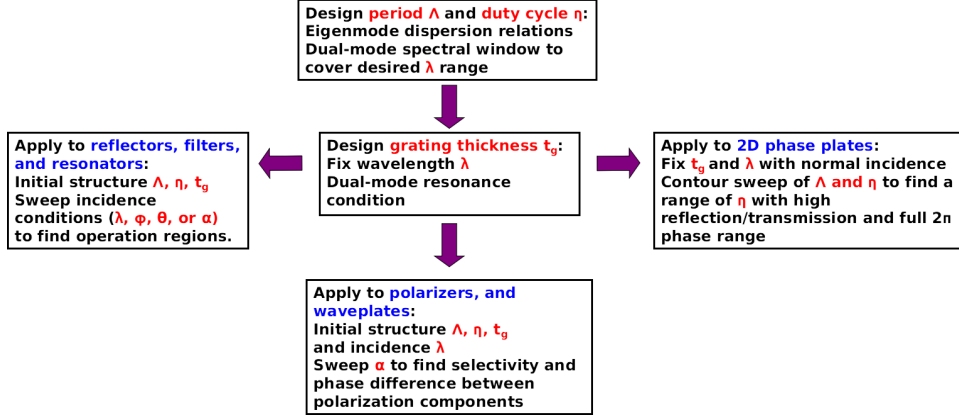 Design period Λ and duty cycle η:
Eigenmode dispersion relations
Dual-mode spectral window to
cover desired λ range
Apply to reflectors, filters,
and resonators:
Initial structure Λ, η, tg
Sweep incidence
conditions (λ, φ, θ, or α)
to find operation regions.
Design grating thickness tg:
Fix wavelength λ
Dual-mode resonance
condition
Apply to 2D phase plates:
Fix tg and λ with normal incidence
Contour sweep of Λ and η to find a
range of η with high
reflection/transmission and full 2π
phase range
Apply to polarizers, and
waveplates:
Initial structure Λ, η, tg
and incidence λ
Sweep α to find selectivity and
phase difference between
polarization components